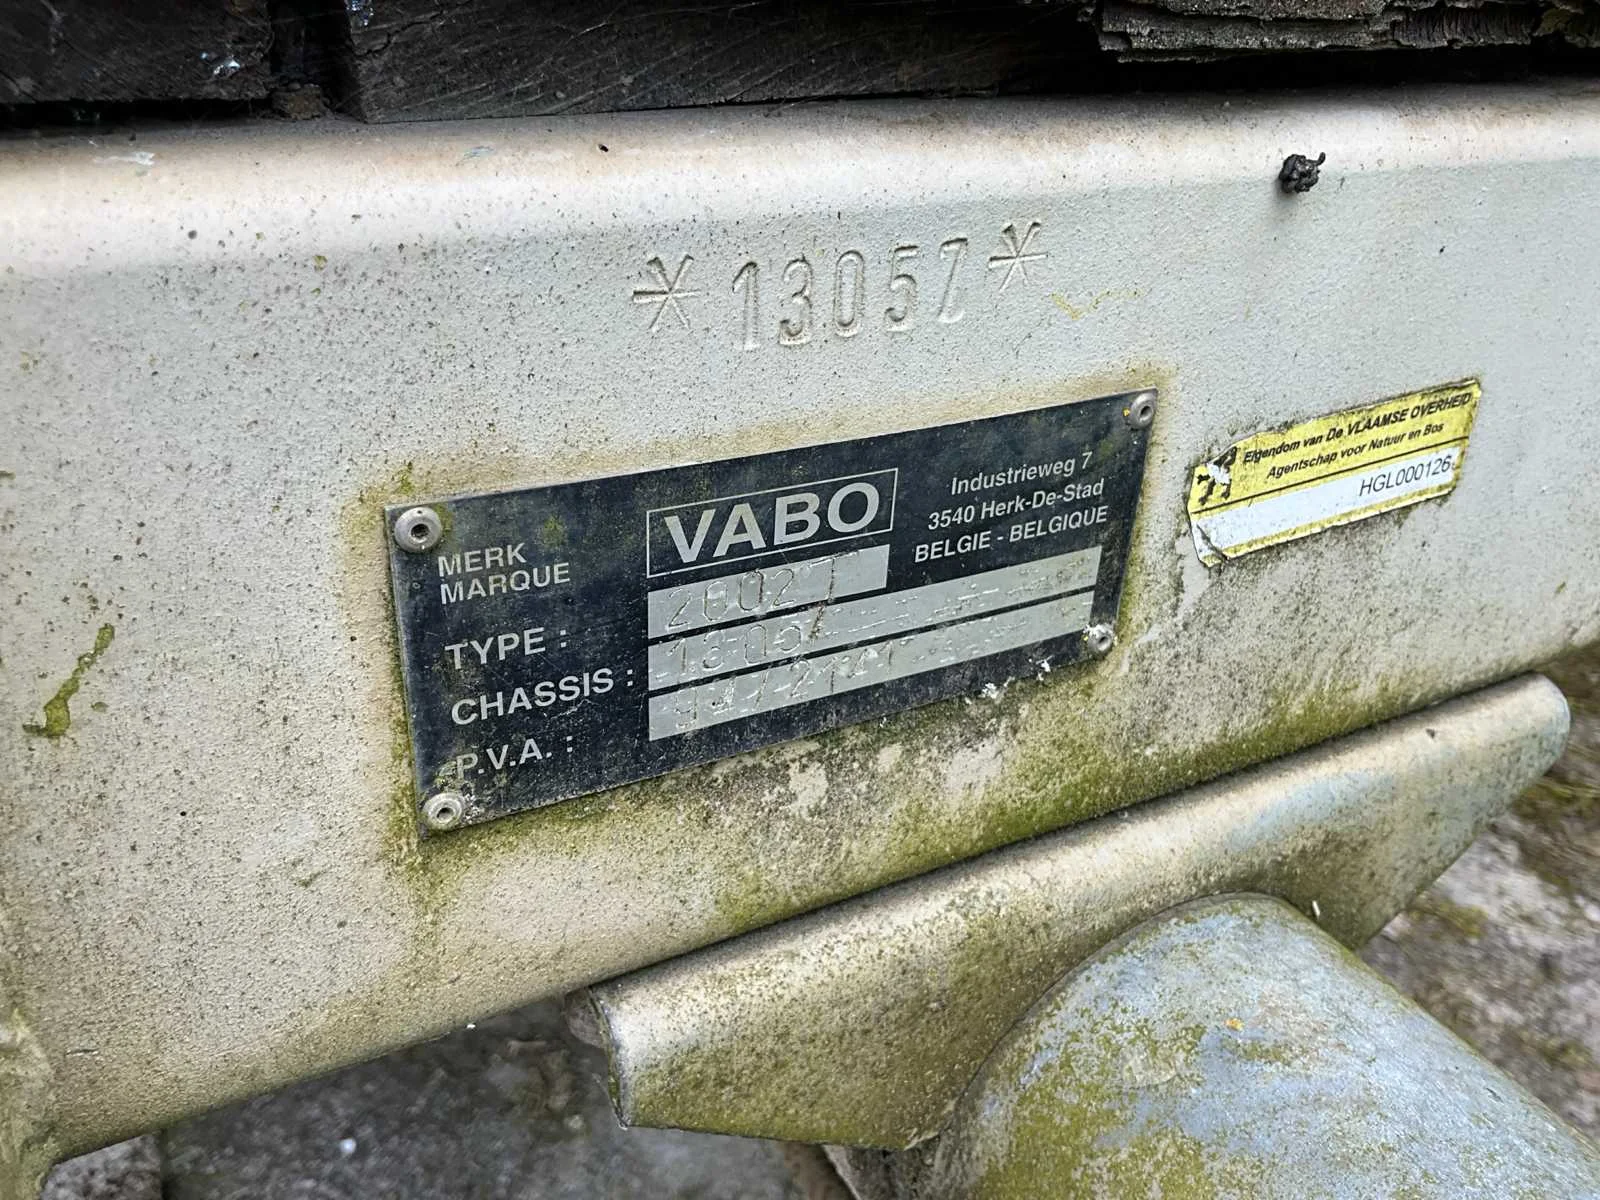 *13057*
VABO
Industrieweg 7
3540 Herk-De-Stad
BELGIE - BELGIQUE
MERK
MARQUE
TYPE :
CHASSIS : 13057
P.V.A. :
Eigendom van De VLAAMSE OVERHEID
Agentschap voor Natuur en Bos
HGL000126